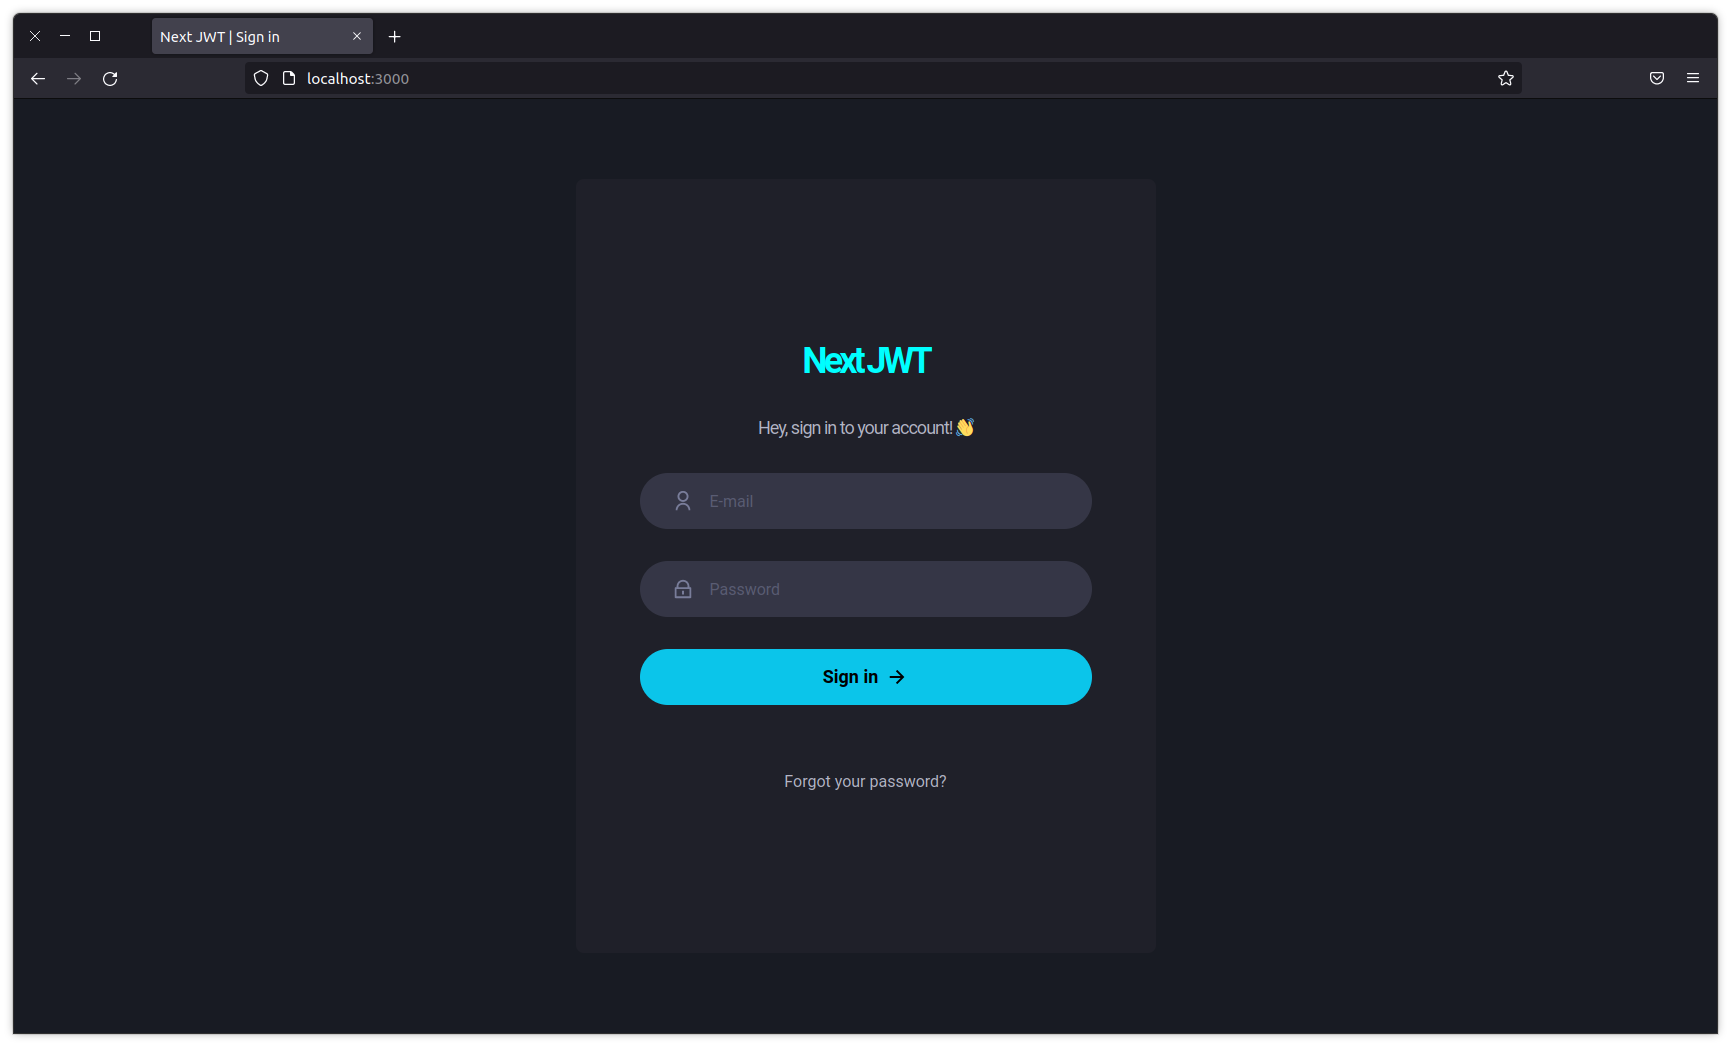 Next JWT | Sign in
localhost:3000
Next JWT
Hey, sign in to your account! 👋
E-mail
Password
Sign in →
Forgot your password?